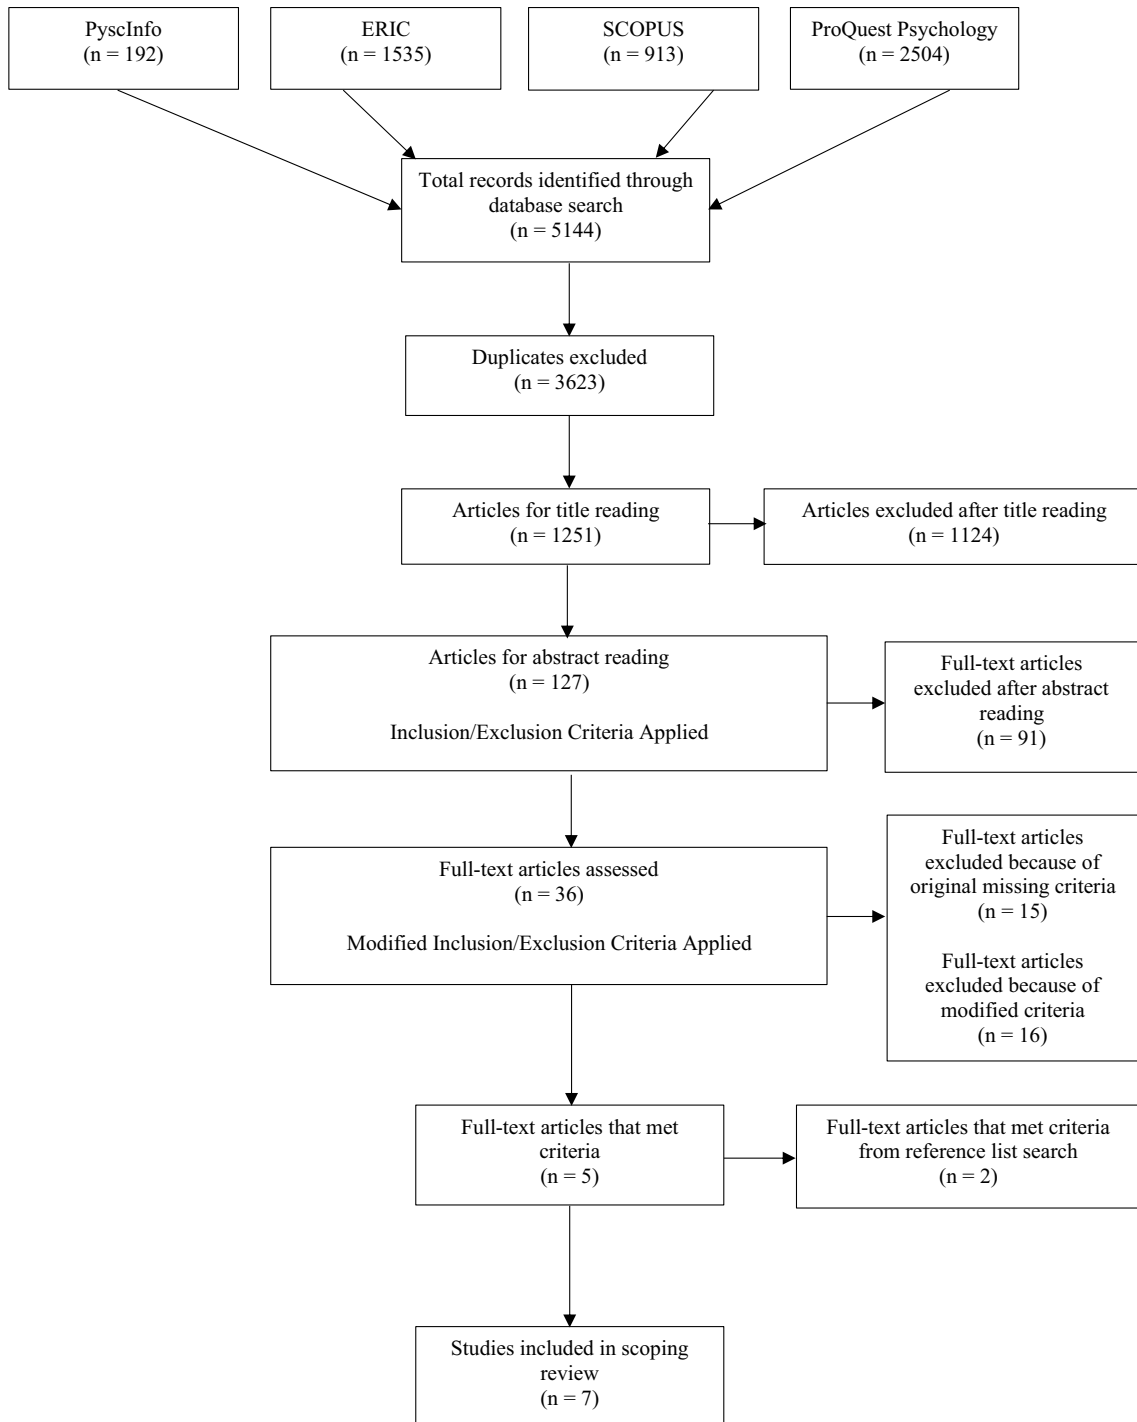 PyscInfo
(n = 192)
ERIC
(n = 1535)
SCOPUS
(n = 913)
ProQuest Psychology
(n = 2504)
Total records identified through
database search
(n = 5144)
Duplicates excluded
(n = 3623)
Articles for title reading
(n = 1251)
Articles excluded after title reading
(n = 1124)
Articles for abstract reading
(n = 127)
Inclusion/Exclusion Criteria Applied
Full-text articles
excluded after abstract
reading
(n = 91)
Full-text articles assessed
(n = 36)
Modified Inclusion/Exclusion Criteria Applied
Full-text articles
excluded because of
original missing criteria
(n = 15)
Full-text articles
excluded because of
modified criteria
(n = 16)
Full-text articles that met
criteria
(n = 5)
Full-text articles that met criteria
from reference list search
(n = 2)
Studies included in scoping
review
(n = 7)